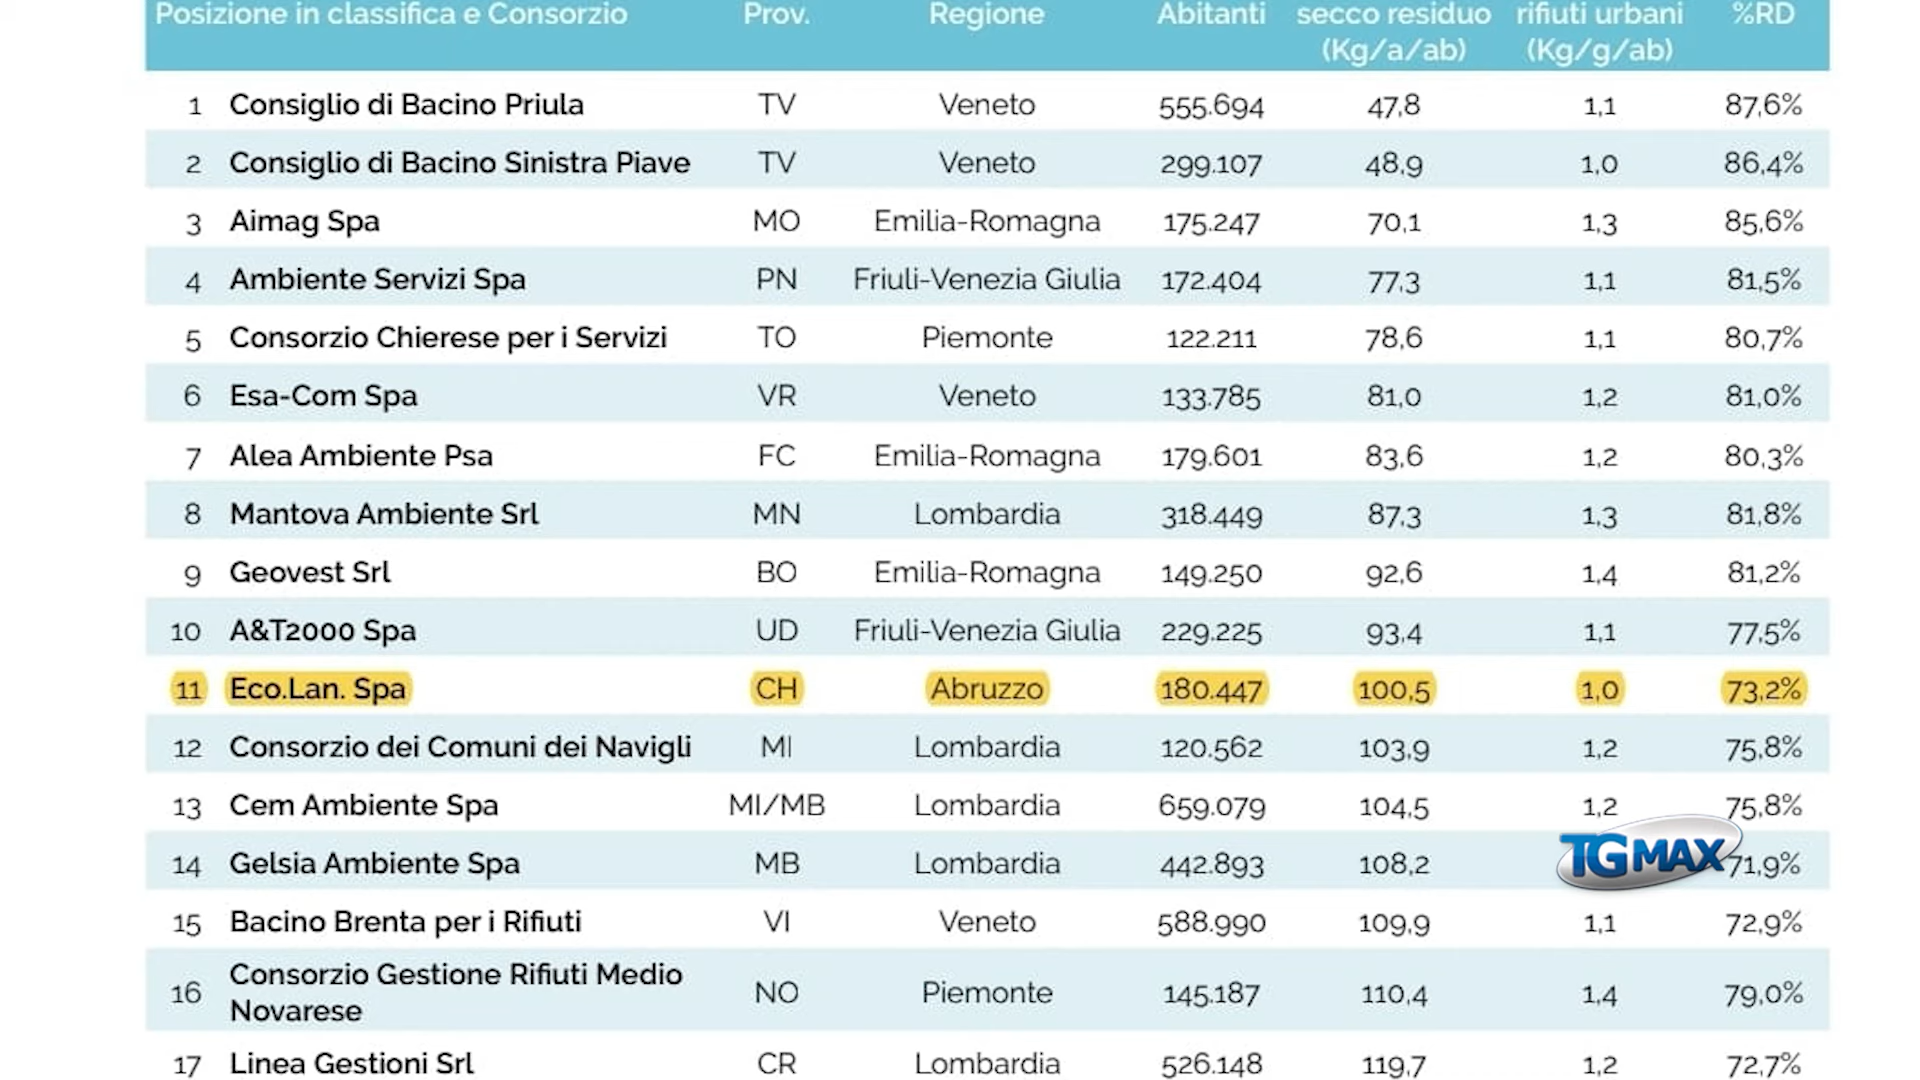 Posizione in classifica e Consorzio Prov. Regione Abitanti secco residuo rifiuti urbani %RD
(Kg/a/ab) (Kg/g/ab)
1 Consiglio di Bacino Priula TV Veneto 555.694 47,8 1,1 87,6%
2 Consiglio di Bacino Sinistra Piave TV Veneto 299.107 48,9 1,0 86,4%
3 Aimag Spa MO Emilia-Romagna 175.247 70,1 1,3 85,6%
4 Ambiente Servizi Spa PN Friuli-Venezia Giulia 172.404 77,3 1,1 81,5%
5 Consorzio Chierese per i Servizi TO Piemonte 122.211 78,6 1,1 80,7%
6 Esa-Com Spa VR Veneto 133.785 81,0 1,2 81,0%
7 Alea Ambiente Psa FC Emilia-Romagna 179.601 83,6 1,2 80,3%
8 Mantova Ambiente Srl MN Lombardia 318.449 87,3 1,3 81,8%
9 Geovest Srl BO Emilia-Romagna 149.250 92,6 1,4 81,2%
10 A&T2000 Spa UD Friuli-Venezia Giulia 229.225 93,4 1,1 77,5%
11 Eco.Lan. Spa CH Abruzzo 180.447 100,5 1,0 73,2%
12 Consorzio dei Comuni dei Navigli MI Lombardia 120.562 103,9 1,2 75,8%
13 Cem Ambiente Spa MI/MB Lombardia 659.079 104,5 1,2 75,8%
14 Gelsia Ambiente Spa MB Lombardia 442.893 108,2 TGMAX 71,9%
15 Bacino Brenta per i Rifiuti VI Veneto 588.990 109,9 1,1 72,9%
16 Consorzio Gestione Rifiuti Medio
Novarese NO Piemonte 145.187 110,4 1,4 79,0%
17 Linea Gestioni Srl CR Lombardia 526.148 119,7 1,2 72,7%